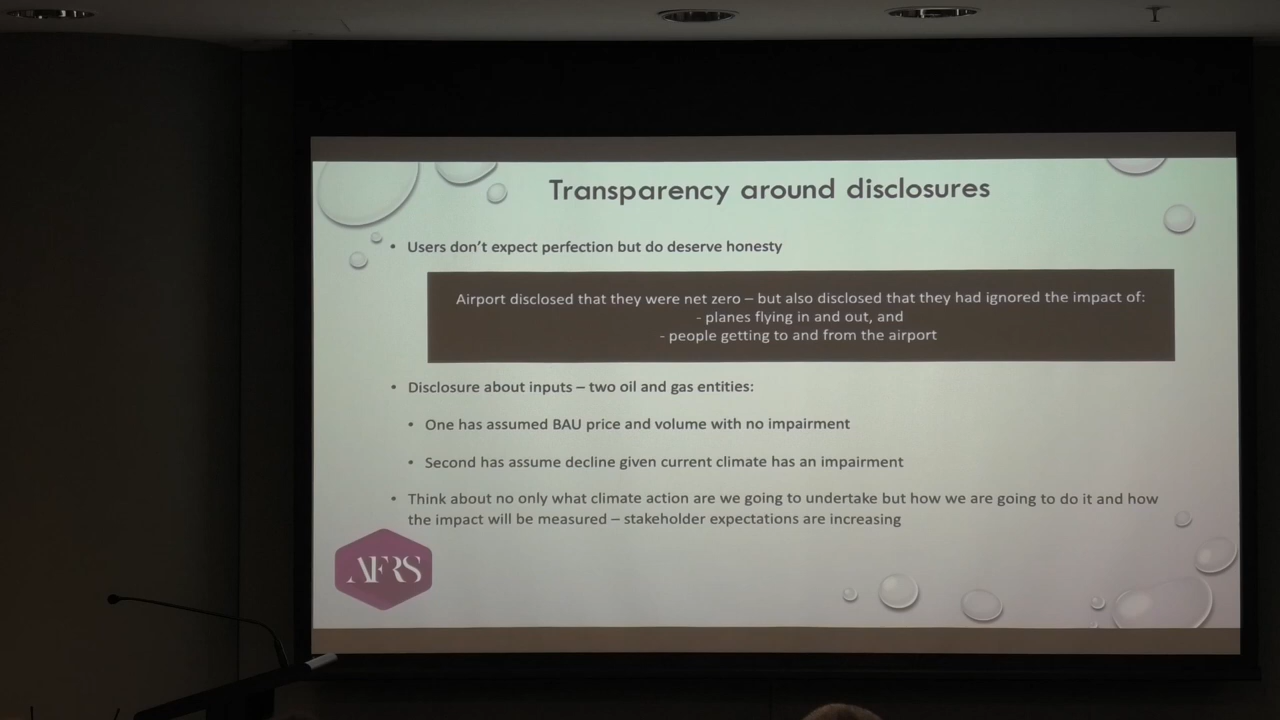 Transparency around disclosures
• Users don't expect perfection but do deserve honesty
Airport disclosed that they were net zero – but also disclosed that they had ignored the impact of:
- planes flying in and out, and
- people getting to and from the airport
• Disclosure about inputs – two oil and gas entities:
• One has assumed BAU price and volume with no impairment
• Second has assume decline given current climate has an impairment
• Think about no only what climate action are we going to undertake but how we are going to do it and how
the impact will be measured – stakeholder expectations are increasing
AFRS